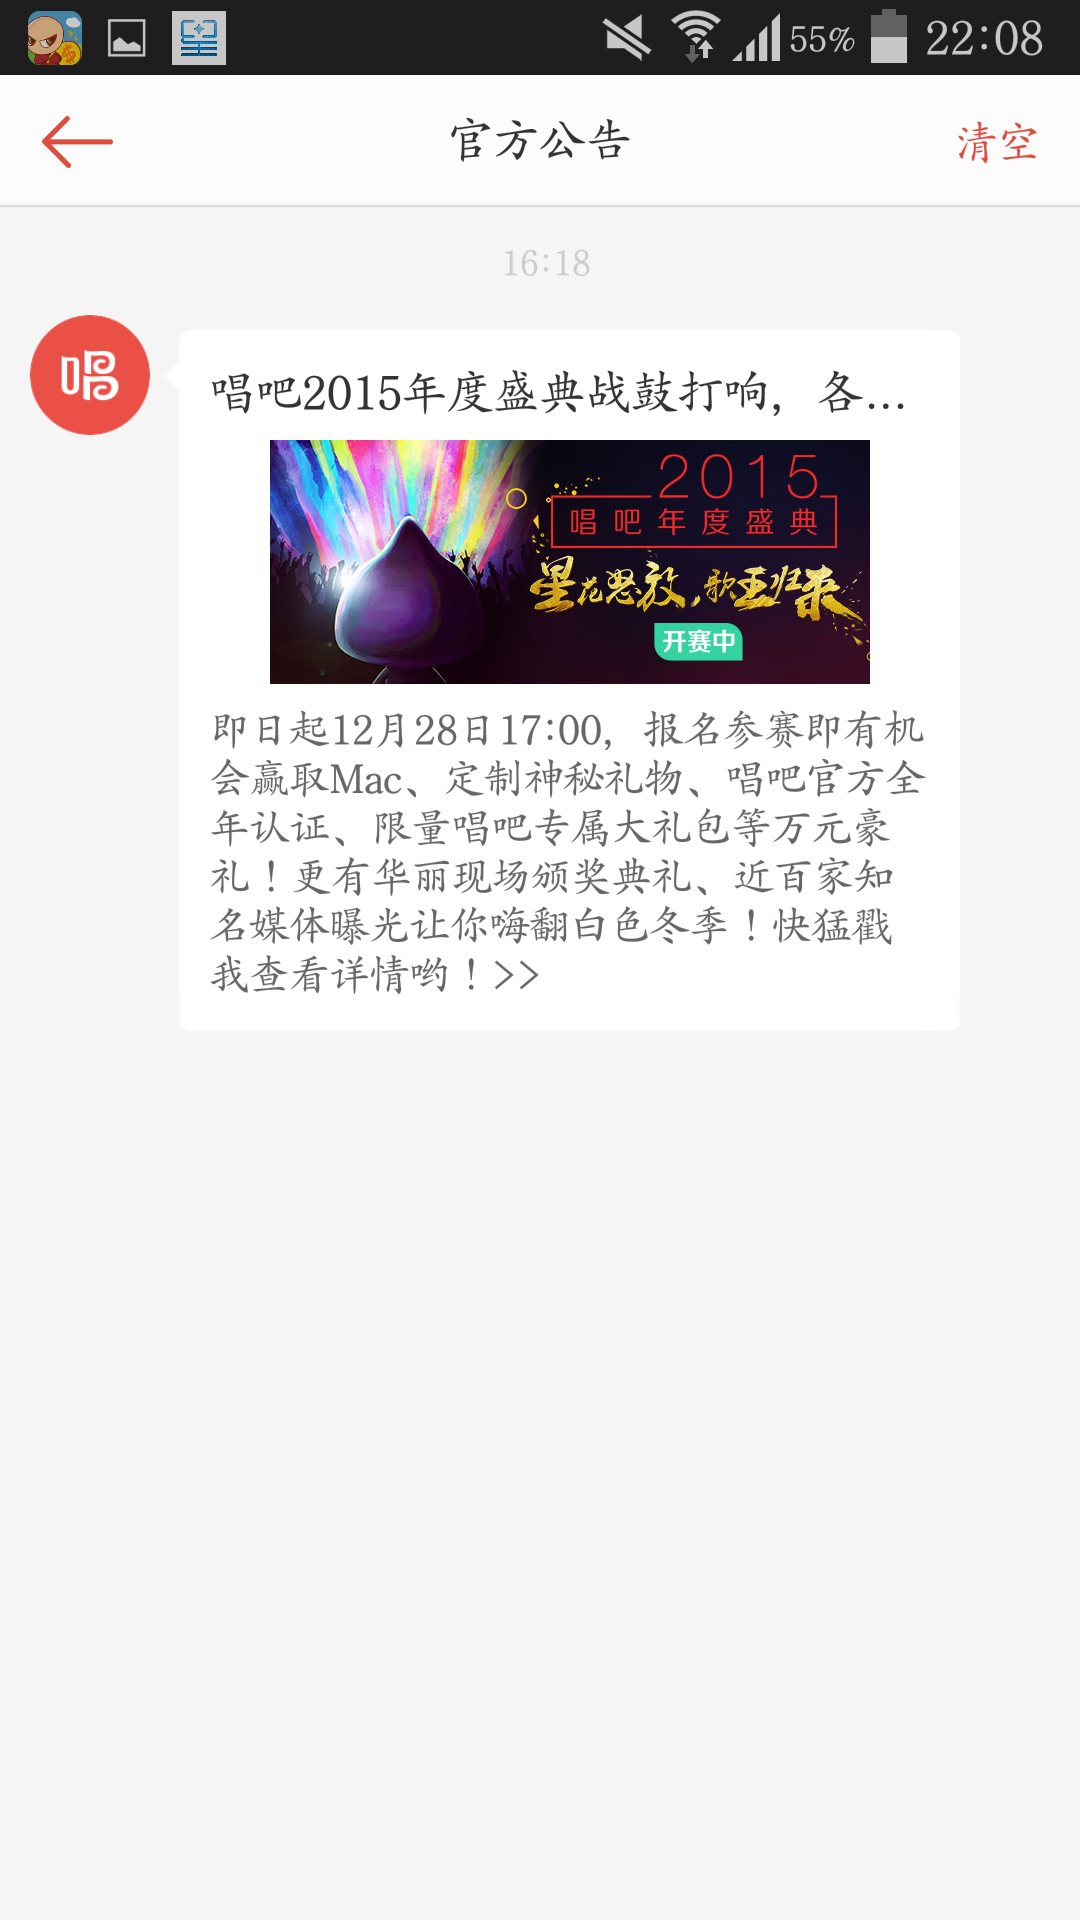 55% 22:08
官方公告
清空
16:18
唱
唱吧2015年度盛典战鼓打响，各...
2015
唱吧年度盛典
星花怒放，歌王归来
开赛中
即日起12月28日17:00，报名参赛即有机
会赢取Mac、定制神秘礼物、唱吧官方全
年认证、限量唱吧专属大礼包等万元豪
礼！更有华丽现场颁奖典礼、近百家知
名媒体曝光让你嗨翻白色冬季！快猛戳
我查看详情哟！>>